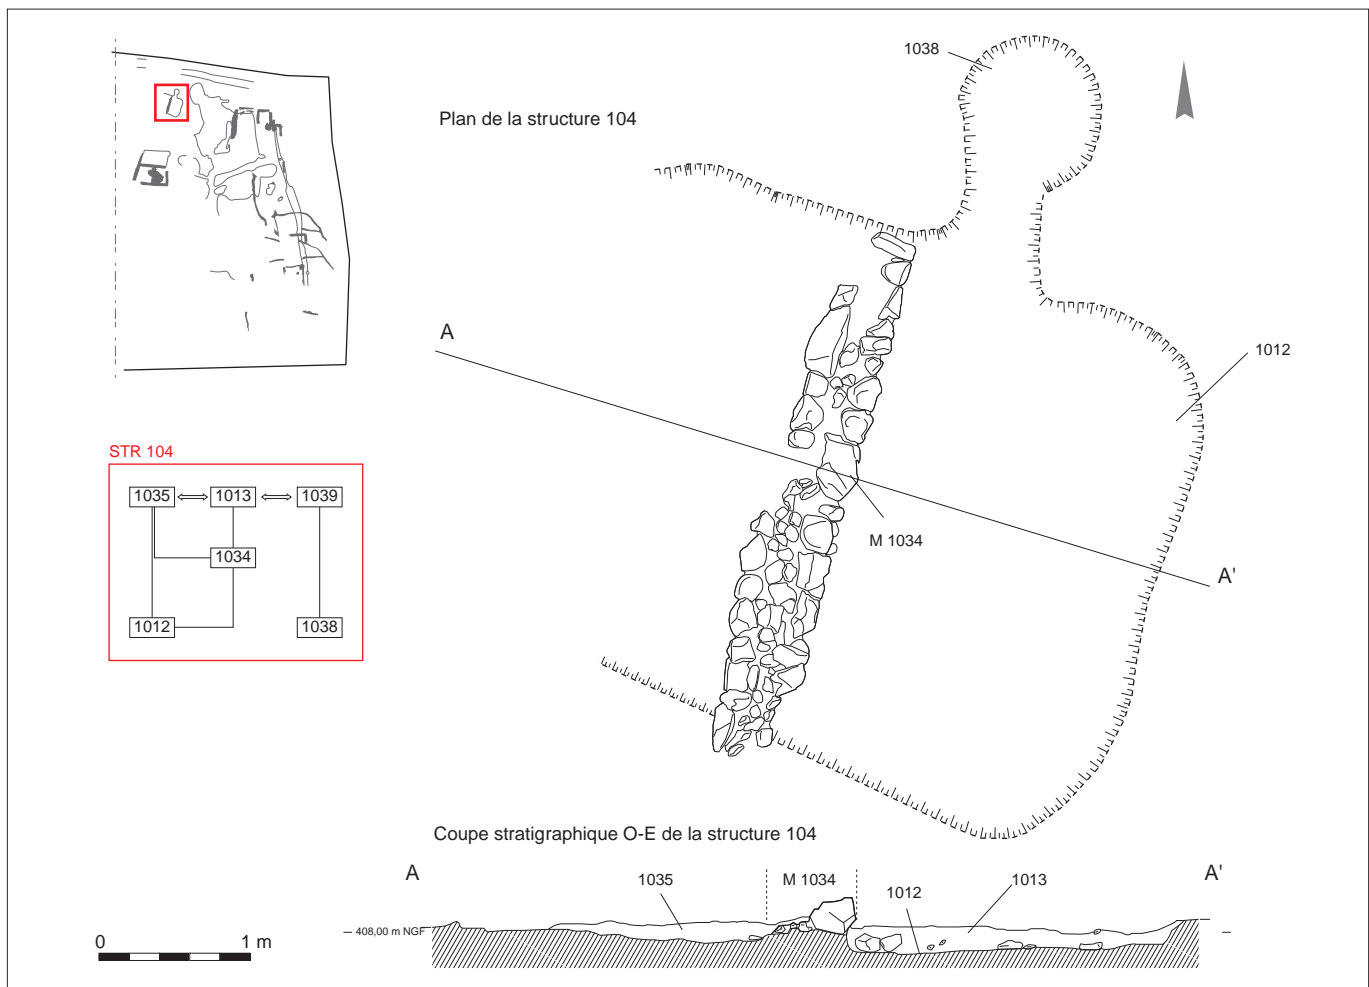 1038
Plan de la structure 104
A
1012
STR 104
1035 1013 1039
M 1034
1034
A'
1012 1038
Coupe stratigraphique O-E de la structure 104
A
1035
M 1034
1012
1013
A'
408,00 m NGF
0 1 m